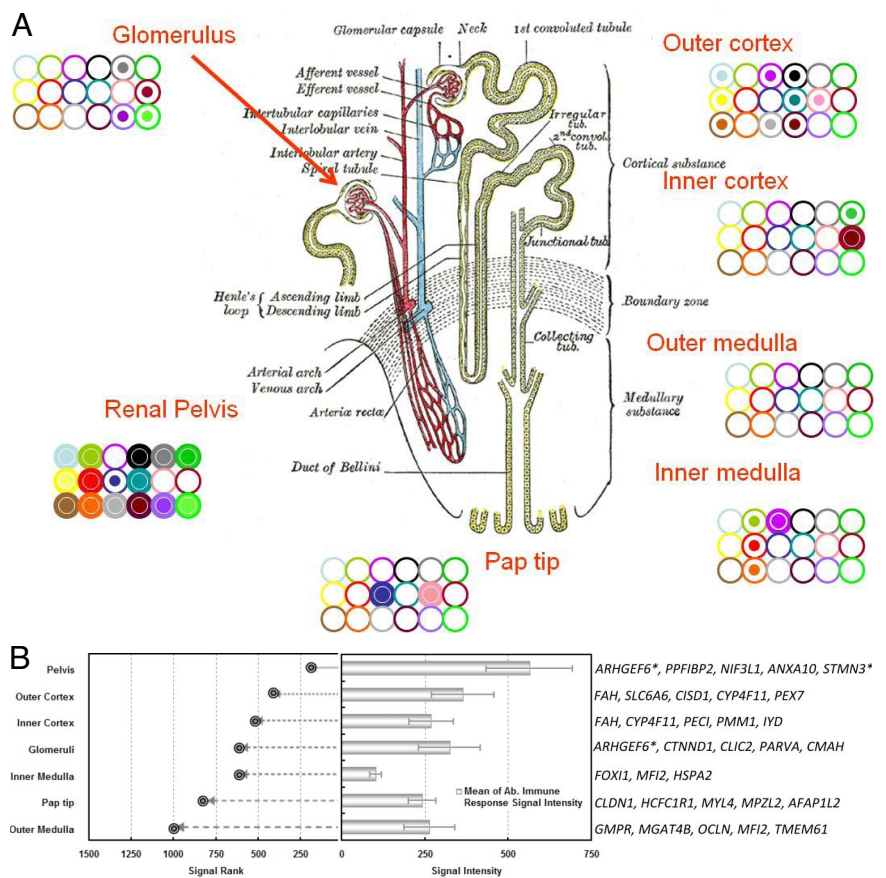 A
Glomerulus
Glomerular capsule
Neck
1st convoluted tubule
Outer cortex
Afferent vessel
Efferent vessel
Intertubular capillaries
Interlobular vein
Irregular tub.
2nd convol. tub.
Interlobular artery
Spiral tubule
Cortical substance
Inner cortex
Junctional tub.
Henle's loop
Ascending limb
Descending limb
Boundary zone
Collecting tub.
Outer medulla
Arterial arch
Venous arch
Arteriæ rectæ
Medullary substance
Renal Pelvis
Duct of Bellini
Inner medulla
Pap tip
B
Pelvis
ARHGEF6*, PPFIBP2, NIF3L1, ANXA10, STMN3*
Outer Cortex
FAH, SLC6A6, CISD1, CYP4F11, PEX7
Inner Cortex
FAH, CYP4F11, PECI, PMM1, IYD
Glomeruli
ARHGEF6*, CTNND1, CLIC2, PARVA, CMAH
Inner Medulla
FOXI1, MFI2, HSPA2
Mean of Ab. Immune
Response Signal Intensity
Pap tip
CLDN1, HCFC1R1, MYL4, MPZL2, AFAP1L2
Outer Medulla
GMPR, MGAT4B, OCLN, MFI2, TMEM61
1500 1250 1000 750 500 250 0 250 500 750
Signal Rank
Signal Intensity